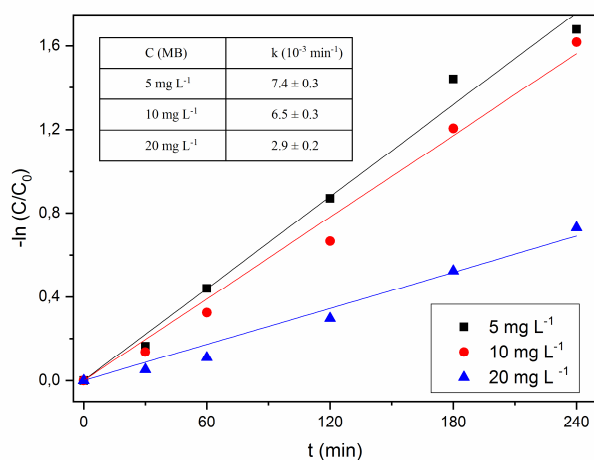 C (MB) k (10⁻³ min⁻¹)
5 mg L⁻¹ 7.4 ± 0.3
10 mg L⁻¹ 6.5 ± 0.3
20 mg L⁻¹ 2.9 ± 0.2
-ln (C/C₀)
1,6
1,2
0,8
0,4
0,0
5 mg L⁻¹
10 mg L⁻¹
20 mg L⁻¹
0 60 120 180 240
t (min)